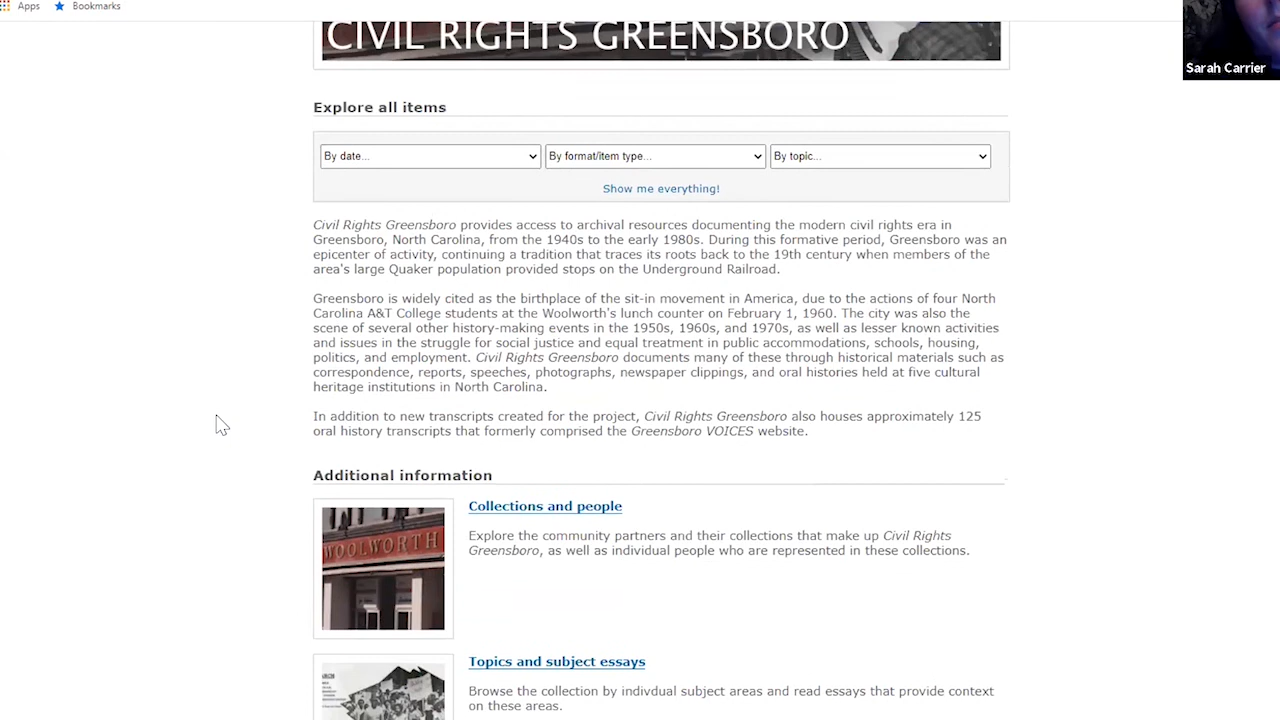 Apps Bookmarks
CIVIL RIGHTS GREENSBORO
Sarah Carrier
Explore all items
By date... By format/item type... By topic...
Show me everything!
Civil Rights Greensboro provides access to archival resources documenting the modern civil rights era in
Greensboro, North Carolina, from the 1940s to the early 1980s. During this formative period, Greensboro was an
epicenter of activity, continuing a tradition that traces its roots back to the 19th century when members of the
area's large Quaker population provided stops on the Underground Railroad.
Greensboro is widely cited as the birthplace of the sit-in movement in America, due to the actions of four North
Carolina A&T College students at the Woolworth's lunch counter on February 1, 1960. The city was also the
scene of several other history-making events in the 1950s, 1960s, and 1970s, as well as lesser known activities
and issues in the struggle for social justice and equal treatment in public accommodations, schools, housing,
politics, and employment. Civil Rights Greensboro documents many of these through historical materials such as
correspondence, reports, speeches, photographs, newspaper clippings, and oral histories held at five cultural
heritage institutions in North Carolina.
In addition to new transcripts created for the project, Civil Rights Greensboro also houses approximately 125
oral history transcripts that formerly comprised the Greensboro VOICES website.
Additional information
WOOLWORTH
Collections and people
Explore the community partners and their collections that make up Civil Rights
Greensboro, as well as individual people who are represented in these collections.
Topics and subject essays
Browse the collection by indivdual subject areas and read essays that provide context
on these areas.